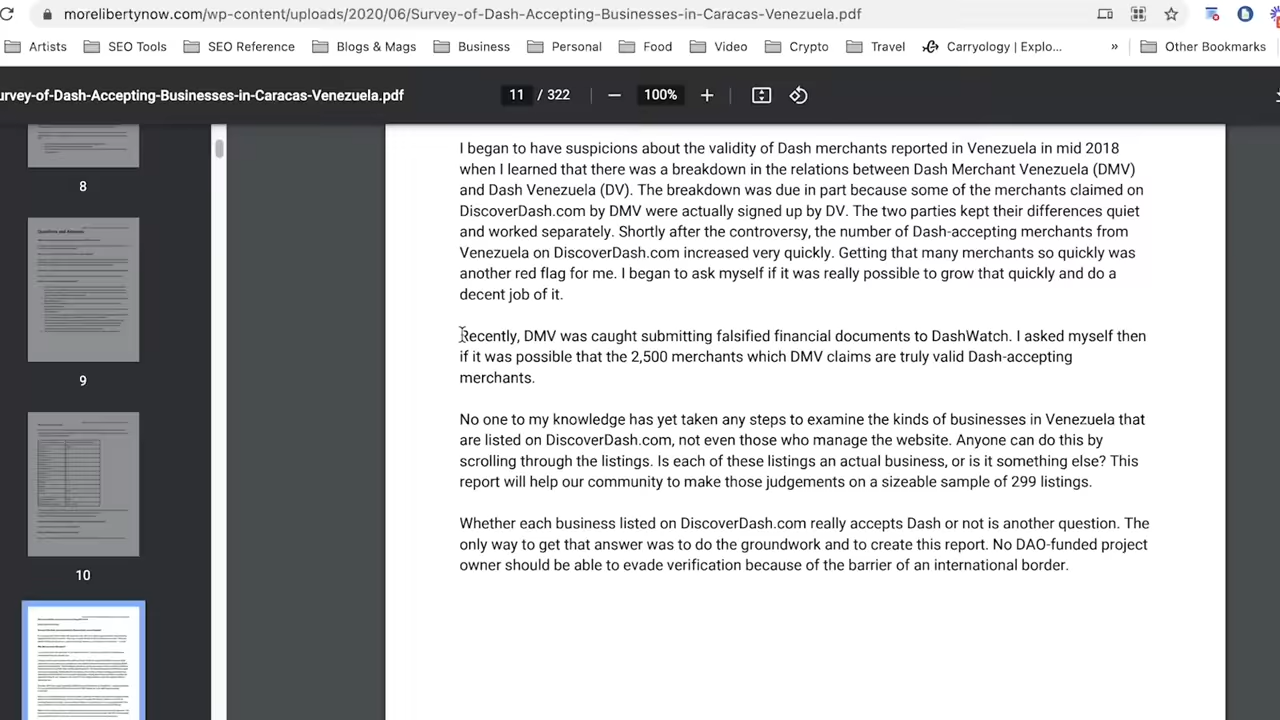 morelibertynow.com/wp-content/uploads/2020/06/Survey-of-Dash-Accepting-Businesses-in-Caracas-Venezuela.pdf
Artists SEO Tools SEO Reference Blogs & Mags Business Personal Food Video Crypto Travel Carryology | Explo... » Other Bookmarks
urvey-of-Dash-Accepting-Businesses-in-Caracas-Venezuela.pdf 11 / 322 100%
8
9
10
I began to have suspicions about the validity of Dash merchants reported in Venezuela in mid 2018
when I learned that there was a breakdown in the relations between Dash Merchant Venezuela (DMV)
and Dash Venezuela (DV). The breakdown was due in part because some of the merchants claimed on
DiscoverDash.com by DMV were actually signed up by DV. The two parties kept their differences quiet
and worked separately. Shortly after the controversy, the number of Dash-accepting merchants from
Venezuela on DiscoverDash.com increased very quickly. Getting that many merchants so quickly was
another red flag for me. I began to ask myself if it was really possible to grow that quickly and do a
decent job of it.
Recently, DMV was caught submitting falsified financial documents to DashWatch. I asked myself then
if it was possible that the 2,500 merchants which DMV claims are truly valid Dash-accepting
merchants.
No one to my knowledge has yet taken any steps to examine the kinds of businesses in Venezuela that
are listed on DiscoverDash.com, not even those who manage the website. Anyone can do this by
scrolling through the listings. Is each of these listings an actual business, or is it something else? This
report will help our community to make those judgements on a sizeable sample of 299 listings.
Whether each business listed on DiscoverDash.com really accepts Dash or not is another question. The
only way to get that answer was to do the groundwork and to create this report. No DAO-funded project
owner should be able to evade verification because of the barrier of an international border.